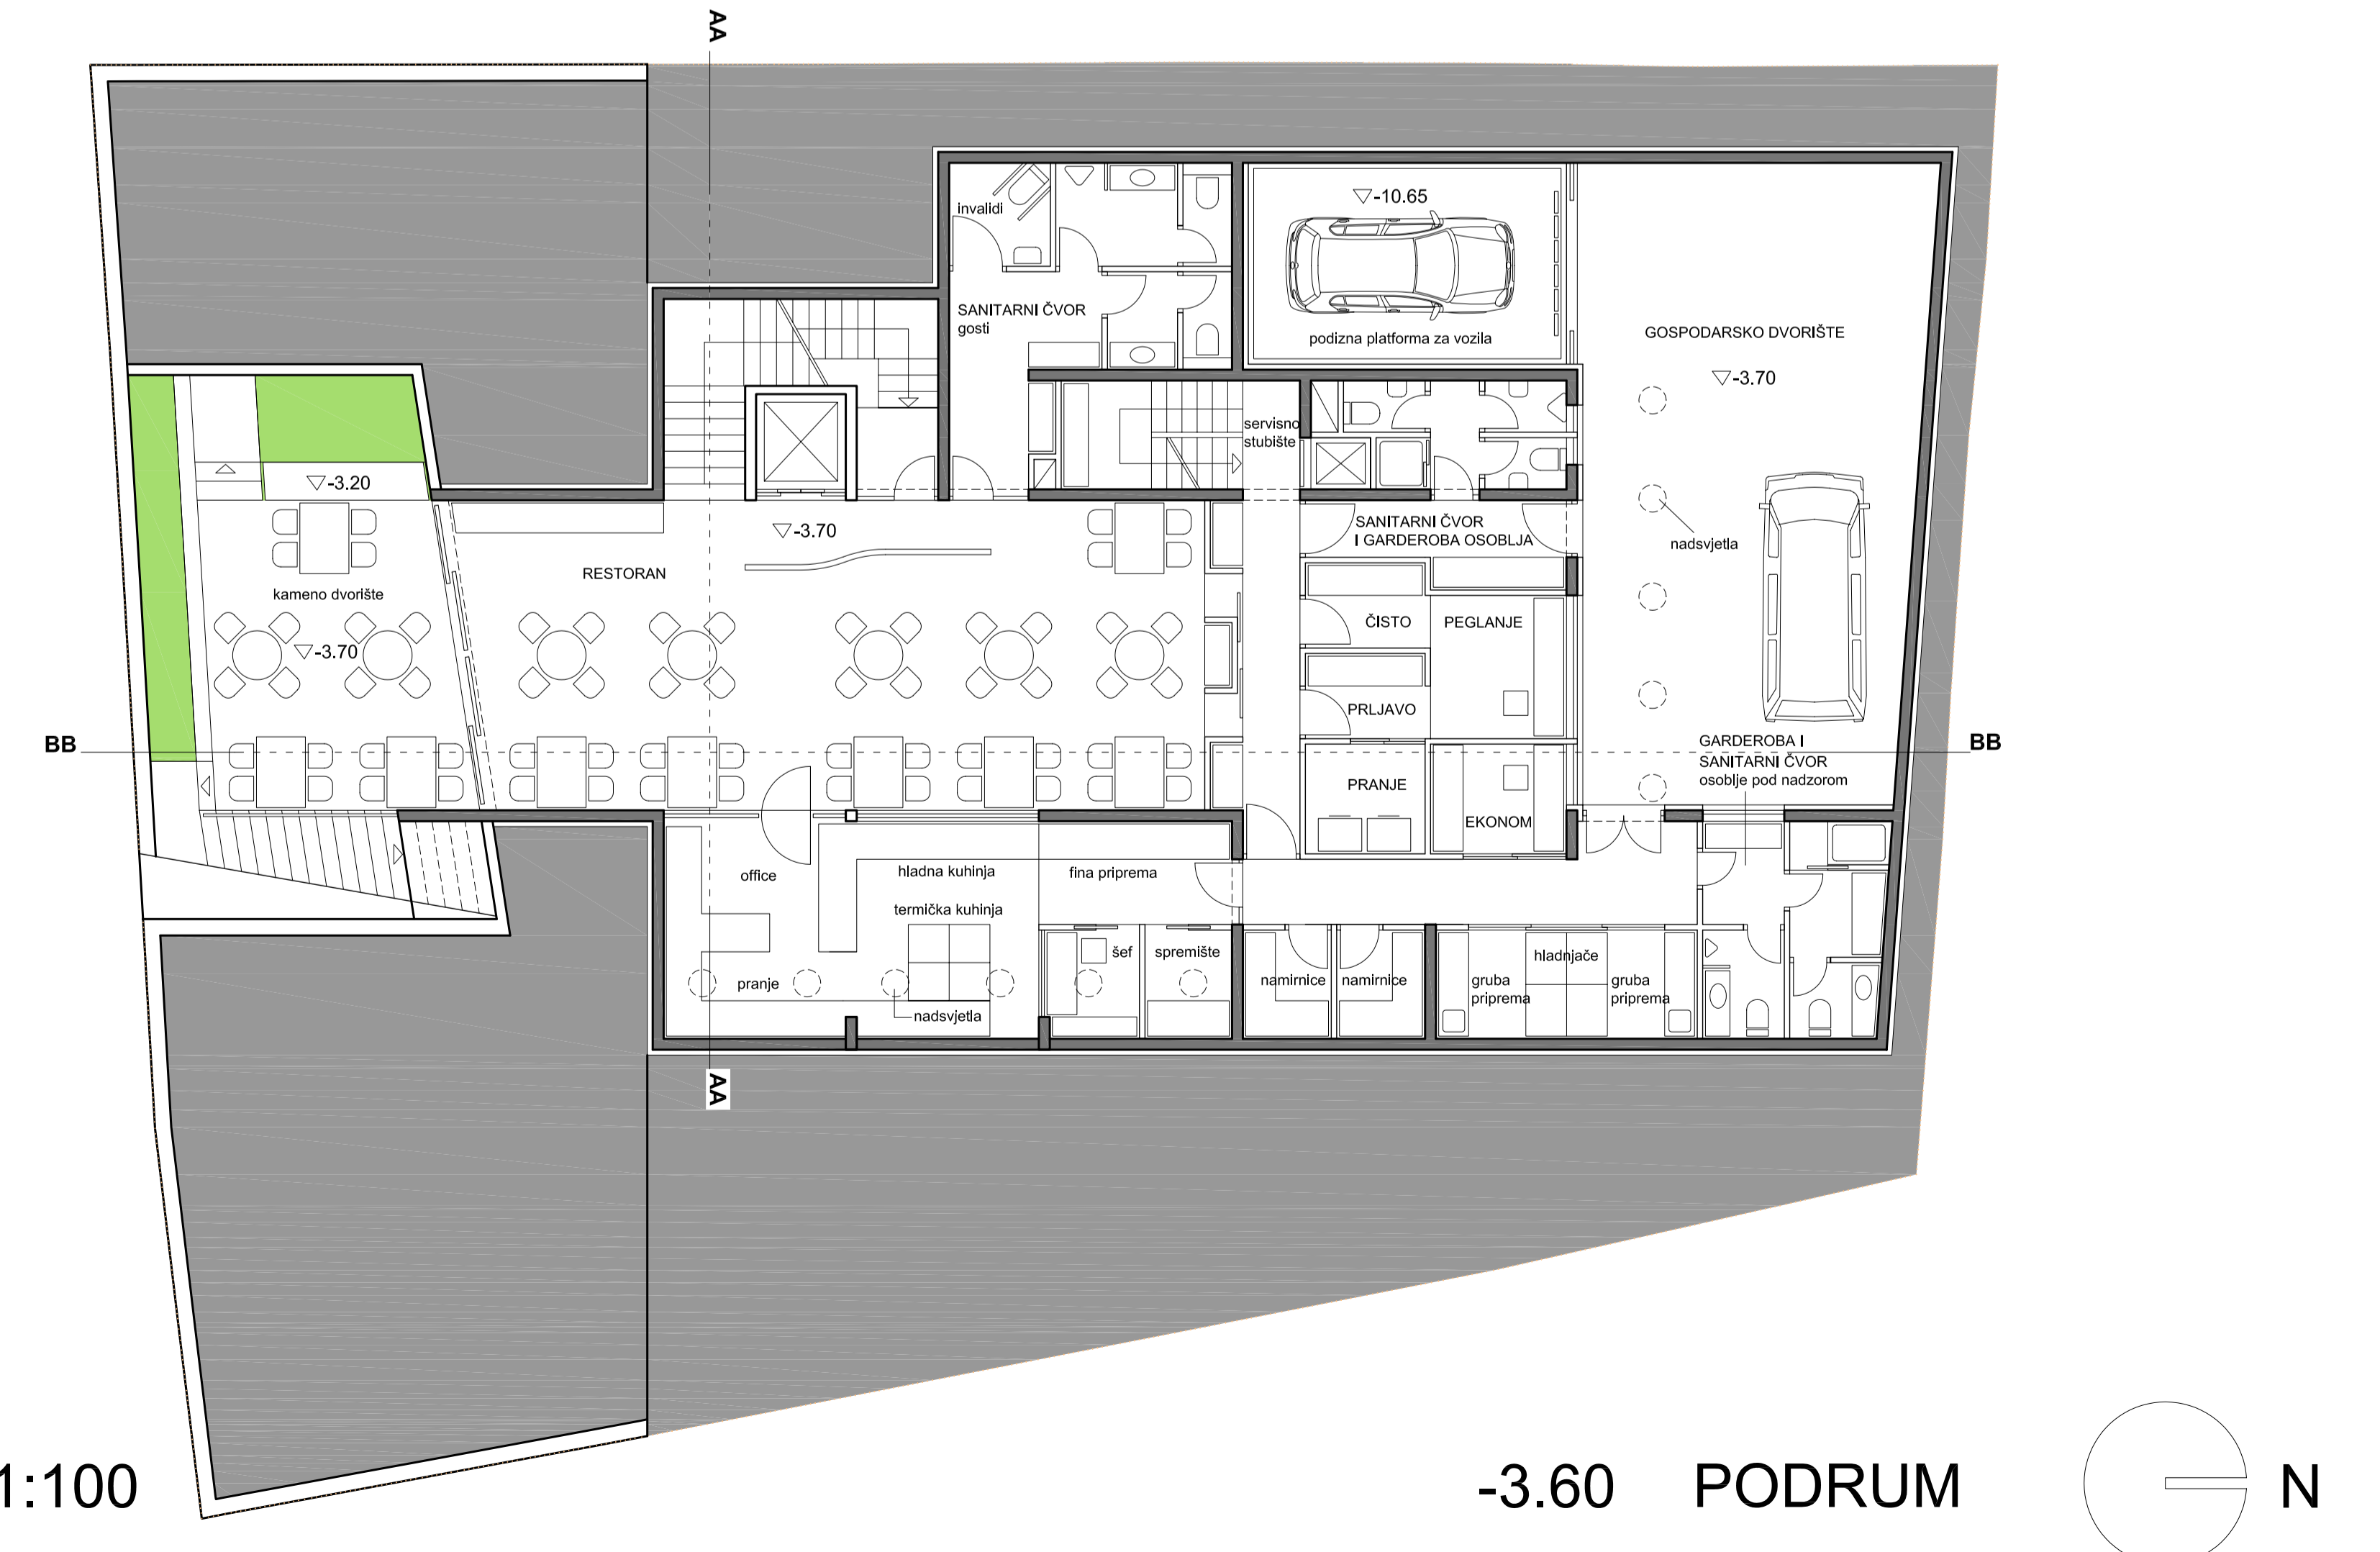 AA
▽-10.65
invalidi
SANITARNI ČVOR
gosti
podizna platforma za vozila
GOSPODARSKO DVORIŠTE
▽-3.70
servisno
stubište
▽-3.20
▽-3.70
SANITARNI ČVOR
I GARDEROBA OSOBLJA
nadsvjetla
RESTORAN
kameno dvorište
▽-3.70
ČISTO
PEGLANJE
PRLJAVO
BB
BB
GARDEROBA I
SANITARNI ČVOR
osoblje pod nadzorom
PRANJE
EKONOM
office
hladna kuhinja
fina priprema
termička kuhinja
šef
spremište
hladnjače
pranje
namirnice
namirnice
gruba
priprema
gruba
priprema
nadsvjetla
AA
1:100
-3.60 PODRUM
N